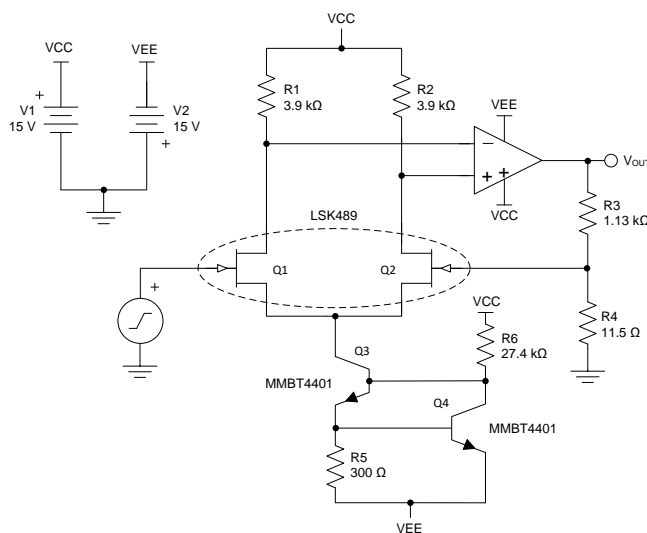 VCC
VCC
VEE
V1
15 V
V2
15 V
R1
3.9 kΩ
R2
3.9 kΩ
VEE
VCC
VOUT
R3
1.13 kΩ
LSK489
Q1
Q2
R4
11.5 Ω
VCC
R6
27.4 kΩ
Q3
MMBT4401
Q4
MMBT4401
R5
300 Ω
VEE